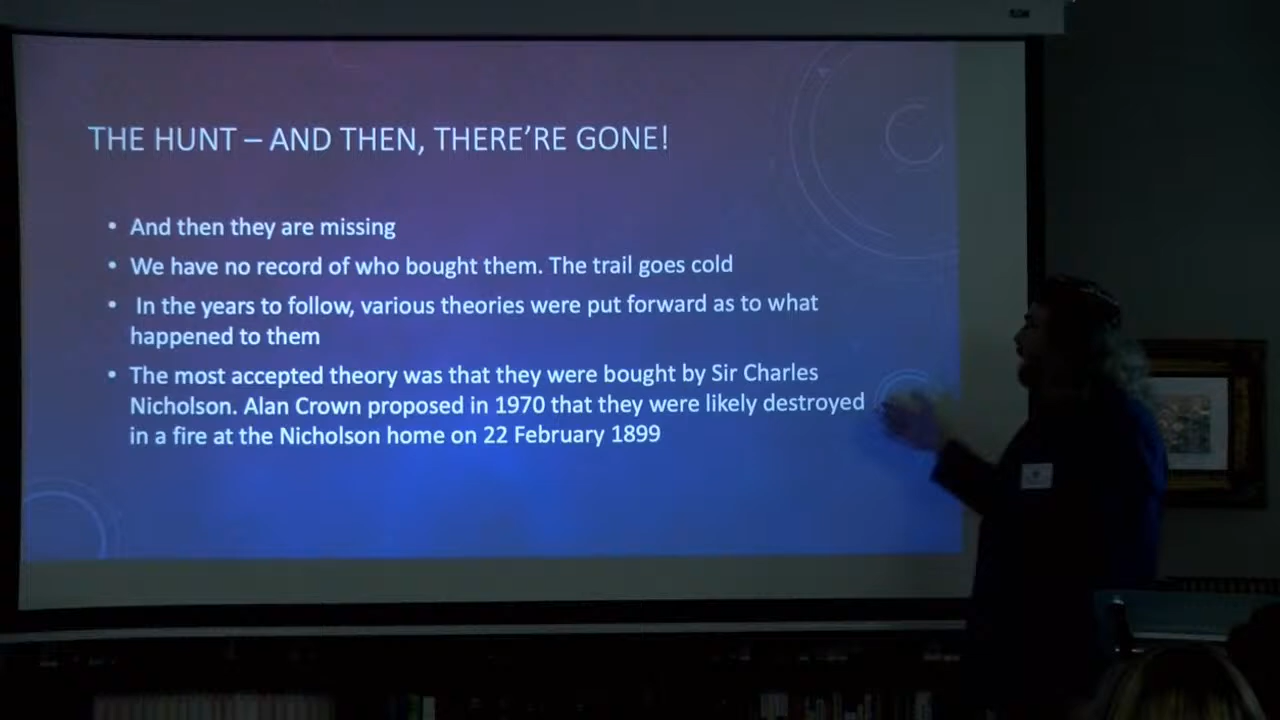 THE HUNT – AND THEN, THERE'RE GONE!
• And then they are missing
• We have no record of who bought them. The trail goes cold
• In the years to follow, various theories were put forward as to what
happened to them
• The most accepted theory was that they were bought by Sir Charles
Nicholson. Alan Crown proposed in 1970 that they were likely destroyed
in a fire at the Nicholson home on 22 February 1899